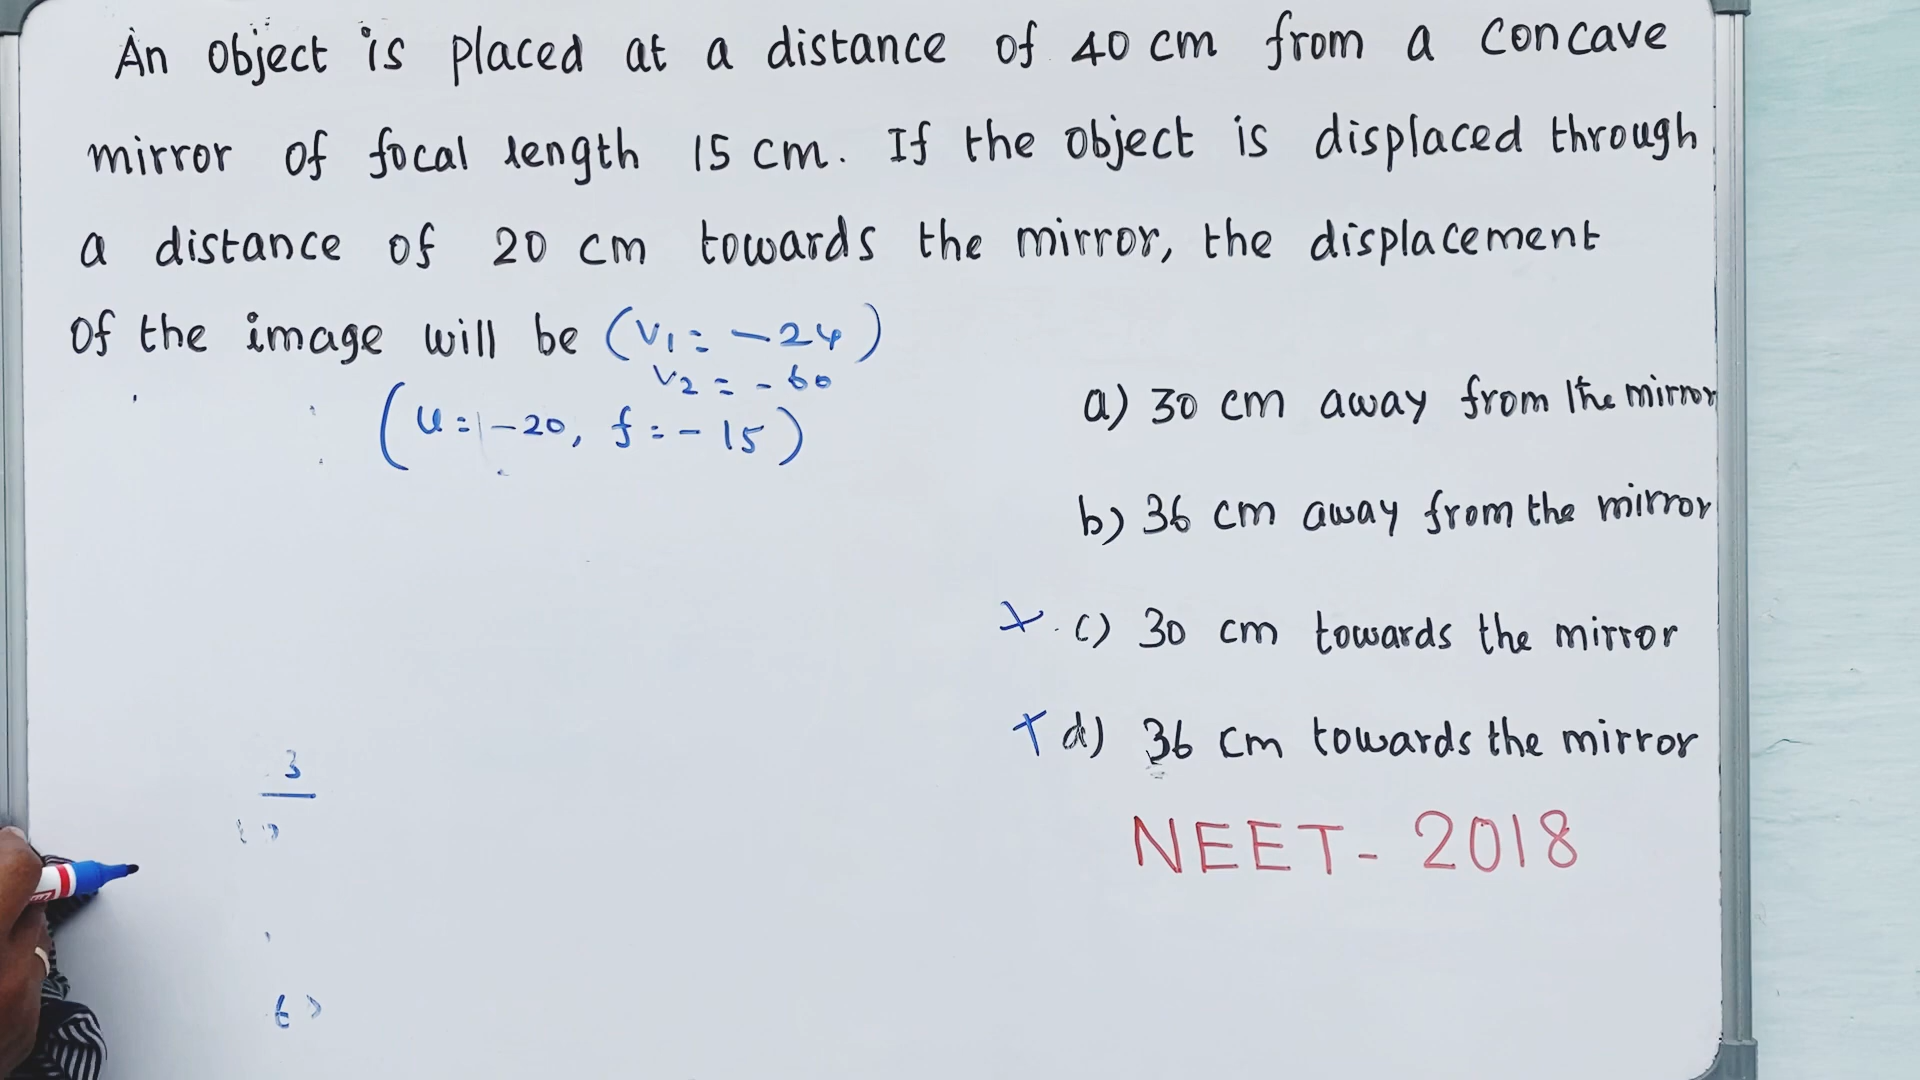 An object is placed at a distance of 40 cm from a concave
mirror of focal length 15 cm. If the object is displaced through
a distance of 20 cm towards the mirror, the displacement
of the image will be (V1 = -24)
V2 = -60
(u = -20, f = -15)
a) 30 cm away from the mirror
b) 36 cm away from the mirror
x c) 30 cm towards the mirror
x d) 36 cm towards the mirror
3
NEET - 2018